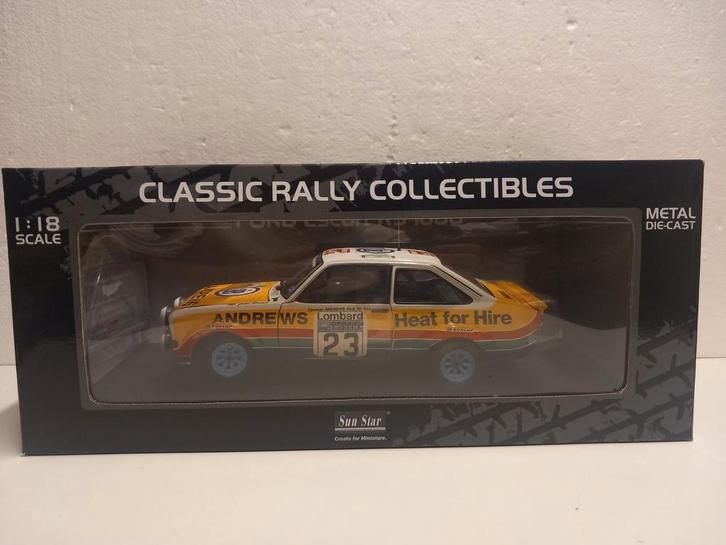 CLASSIC RALLY COLLECTIBLES
1:18
SCALE
METAL
DIE-CAST
ANDREWS
Heat for Hire
Lombard
23
DUNLOP
Sun Star
Create for Miniature.